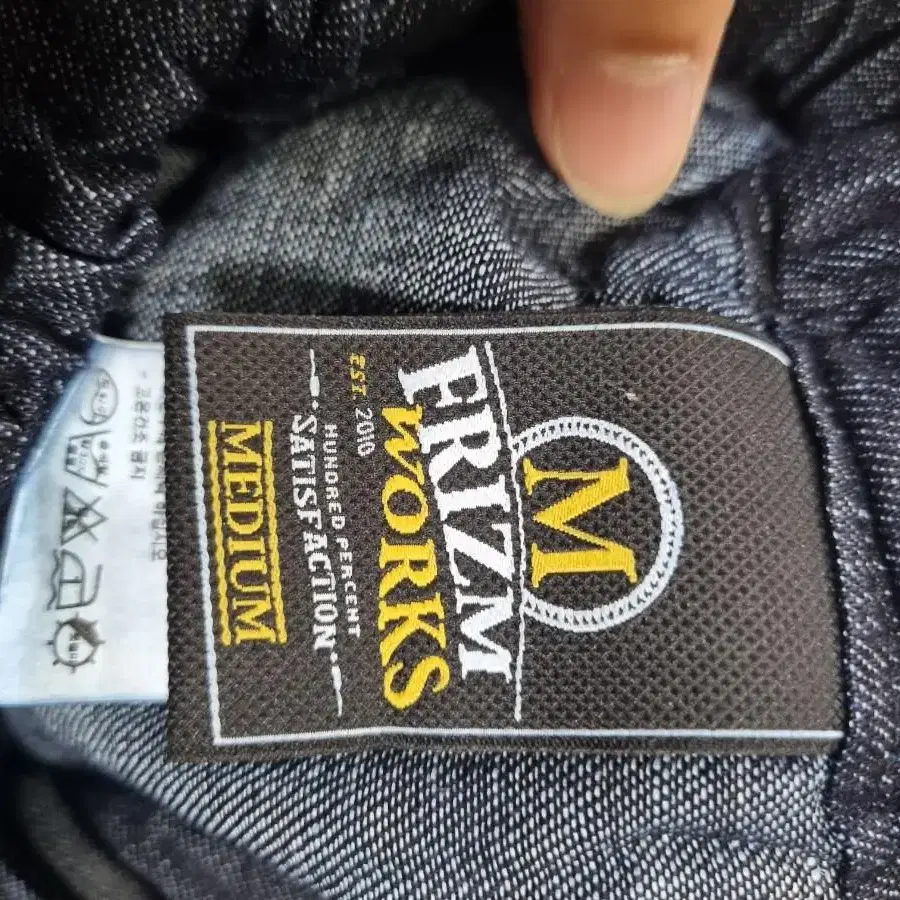 M
FRIZM
WORKS
EST 2010
HUNDRED PERCENT
SATISFACTION
MEDIUM